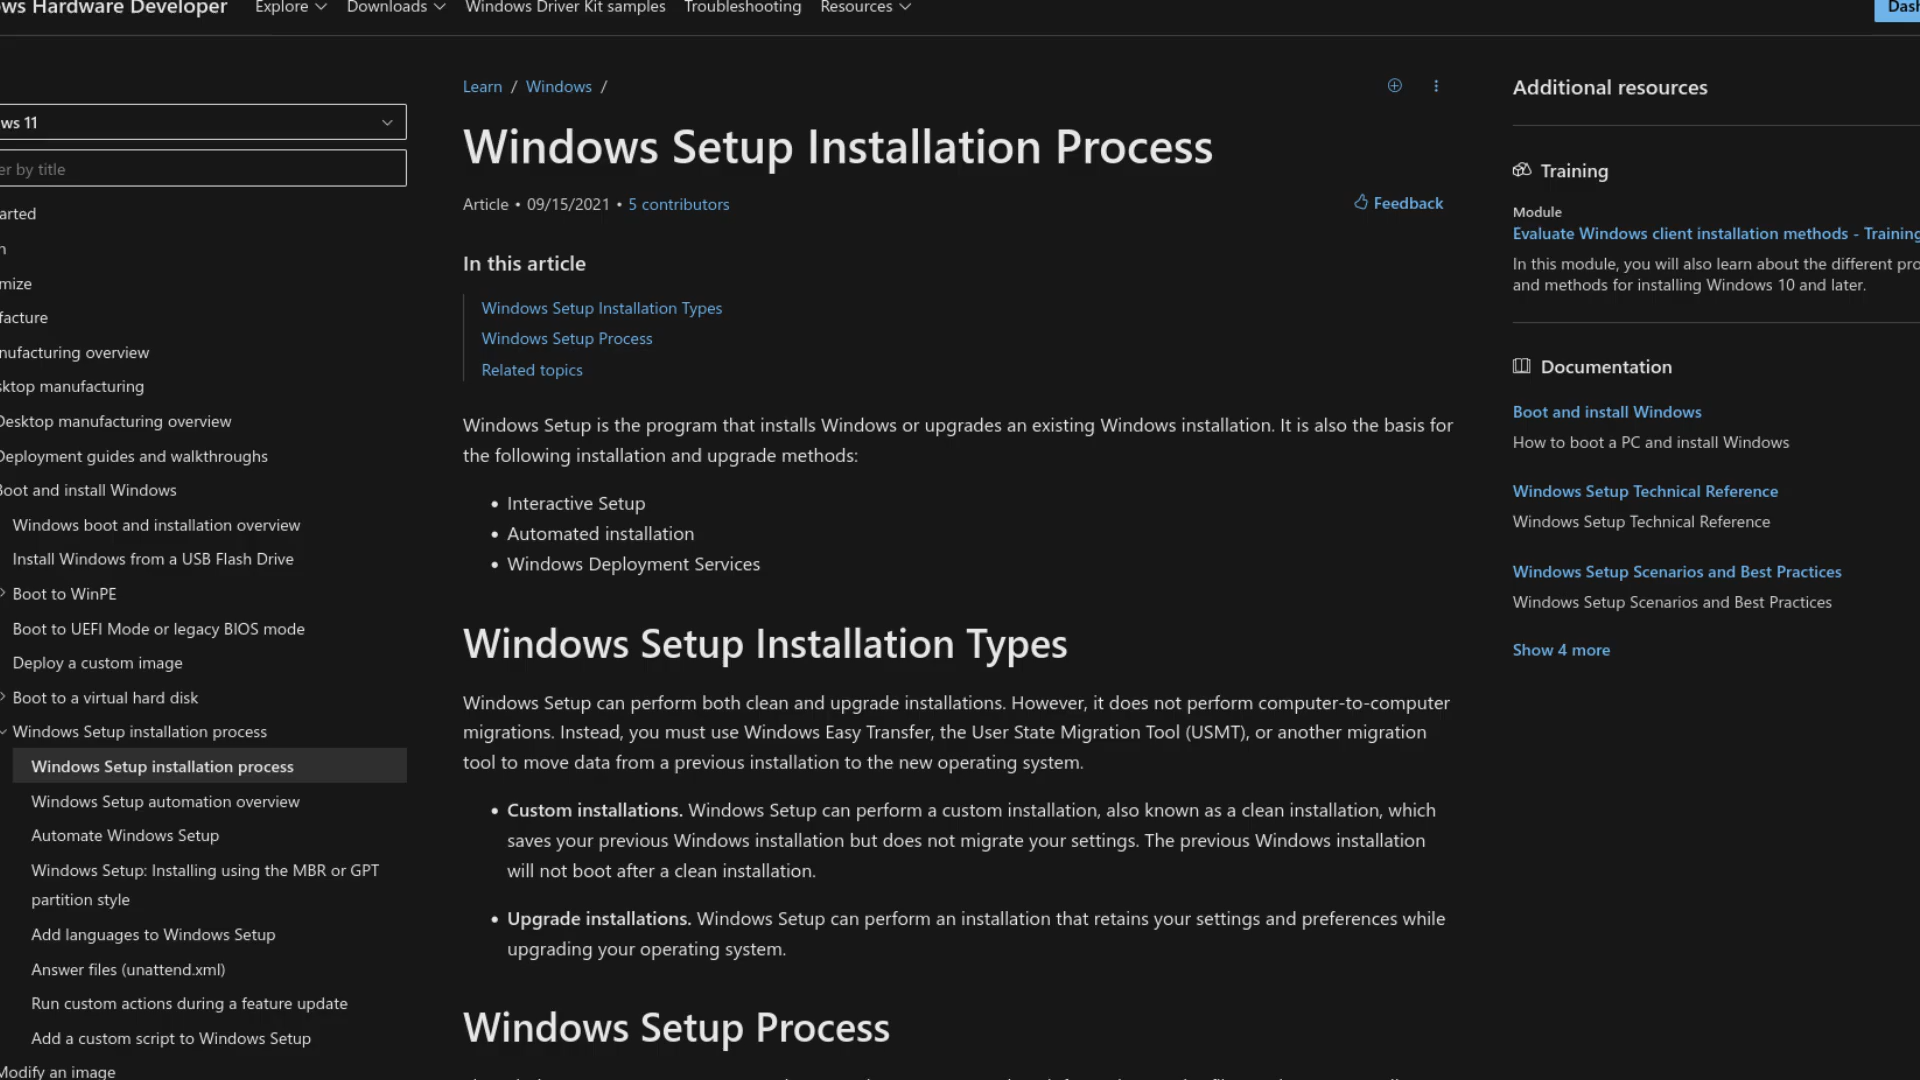 Hardware Developer
Explore
Downloads
Windows Driver Kit samples
Troubleshooting
Resources
Learn / Windows /
Additional resources
11
by title
Windows Setup Installation Process
Article • 09/15/2021 • 5 contributors
Feedback
Training
Module
Evaluate Windows client installation methods - Training
In this module, you will also learn about the different
and methods for installing Windows 10 and later.
In this article
Windows Setup Installation Types
Windows Setup Process
Related topics
overview
manufacturing
Desktop manufacturing overview
Deployment guides and walkthroughs
Boot and install Windows
Windows boot and installation overview
Install Windows from a USB Flash Drive
Boot to WinPE
Boot to UEFI Mode or legacy BIOS mode
Deploy a custom image
Boot to a virtual hard disk
Windows Setup installation process
Windows Setup installation process
Windows Setup automation overview
Automate Windows Setup
Windows Setup: Installing using the MBR or GPT
partition style
Add languages to Windows Setup
Answer files (unattend.xml)
Run custom actions during a feature update
Add a custom script to Windows Setup
Modify an image
Windows Setup is the program that installs Windows or upgrades an existing Windows installation. It is also the basis for
the following installation and upgrade methods:
• Interactive Setup
• Automated installation
• Windows Deployment Services
Windows Setup Installation Types
Windows Setup can perform both clean and upgrade installations. However, it does not perform computer-to-computer
migrations. Instead, you must use Windows Easy Transfer, the User State Migration Tool (USMT), or another migration
tool to move data from a previous installation to the new operating system.
• Custom installations. Windows Setup can perform a custom installation, also known as a clean installation, which
saves your previous Windows installation but does not migrate your settings. The previous Windows installation
will not boot after a clean installation.
• Upgrade installations. Windows Setup can perform an installation that retains your settings and preferences while
upgrading your operating system.
Windows Setup Process
Documentation
Boot and install Windows
How to boot a PC and install Windows
Windows Setup Technical Reference
Windows Setup Technical Reference
Windows Setup Scenarios and Best Practices
Windows Setup Scenarios and Best Practices
Show 4 more